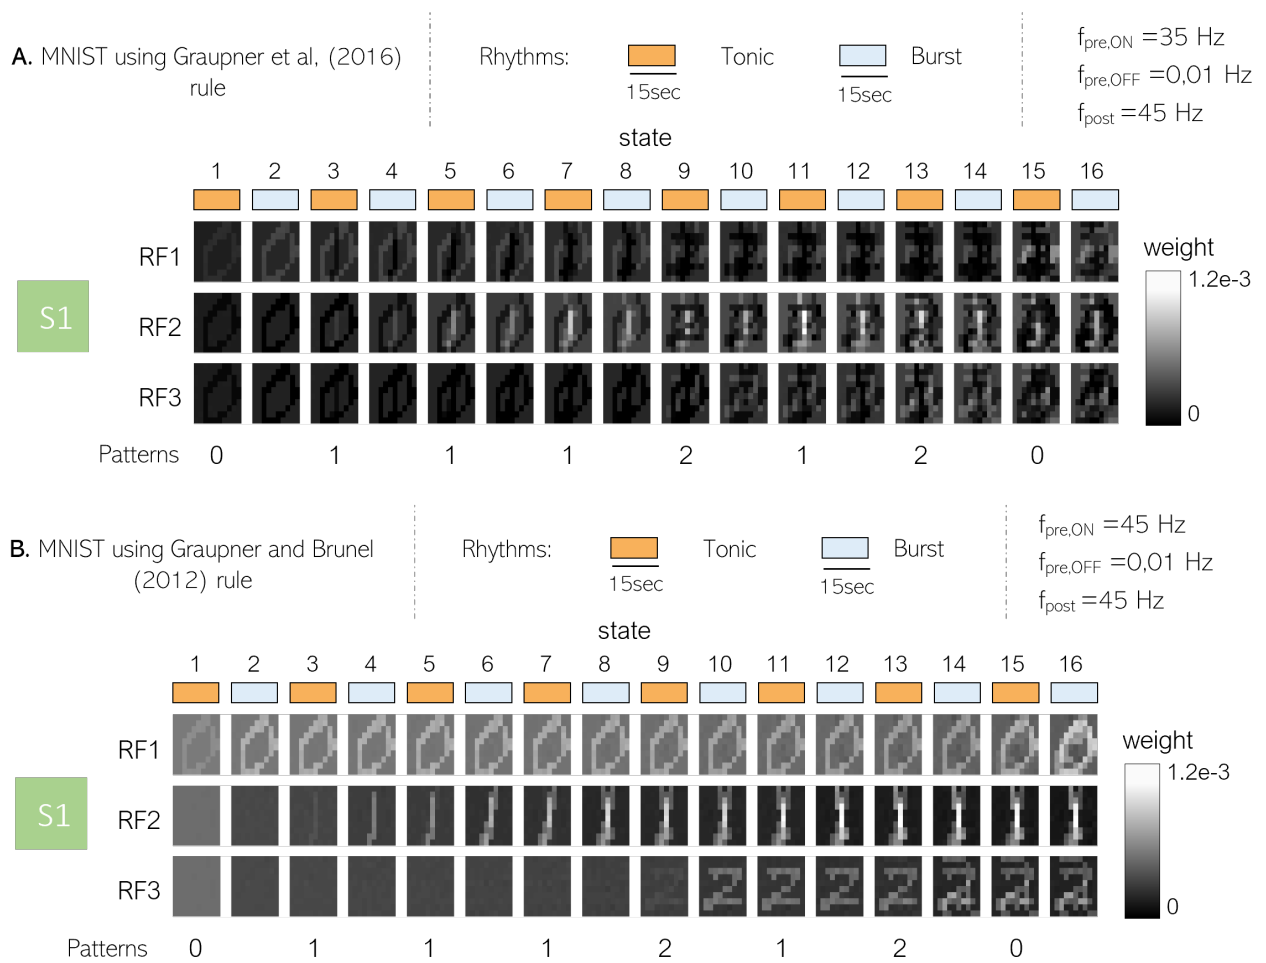 A. MNIST using Graupner et al, (2016)
rule
Rhythms: Tonic Burst
15sec 15sec
fpre,ON =35 Hz
fpre,OFF =0,01 Hz
fpost =45 Hz
state
1 2 3 4 5 6 7 8 9 10 11 12 13 14 15 16
RF1
S1 RF2
RF3
weight
1.2e-3
0
Patterns 0 1 1 1 2 1 2 0
B. MNIST using Graupner and Brunel
(2012) rule
Rhythms: Tonic Burst
15sec 15sec
fpre,ON =45 Hz
fpre,OFF =0,01 Hz
fpost =45 Hz
state
1 2 3 4 5 6 7 8 9 10 11 12 13 14 15 16
RF1
S1 RF2
RF3
weight
1.2e-3
0
Patterns 0 1 1 1 2 1 2 0